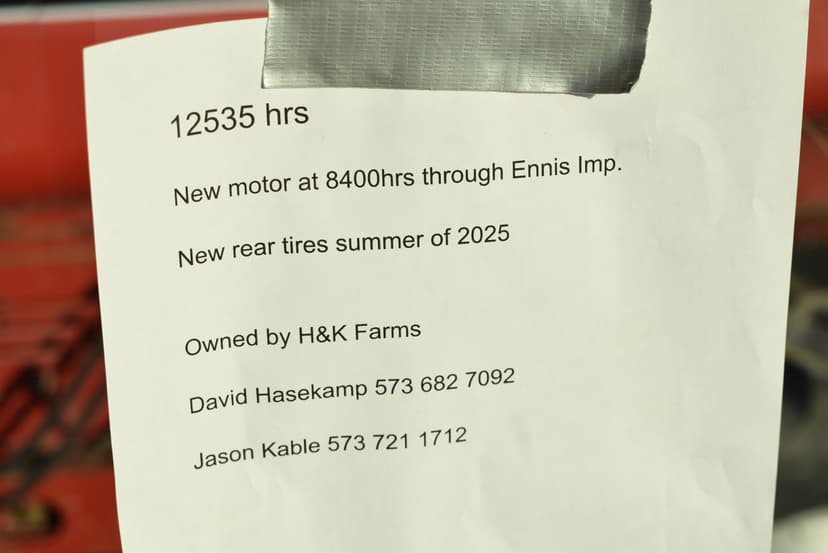 12535 hrs
New motor at 8400hrs through Ennis Imp.
New rear tires summer of 2025
Owned by H&K Farms
David Hasekamp 573 682 7092
Jason Kable 573 721 1712